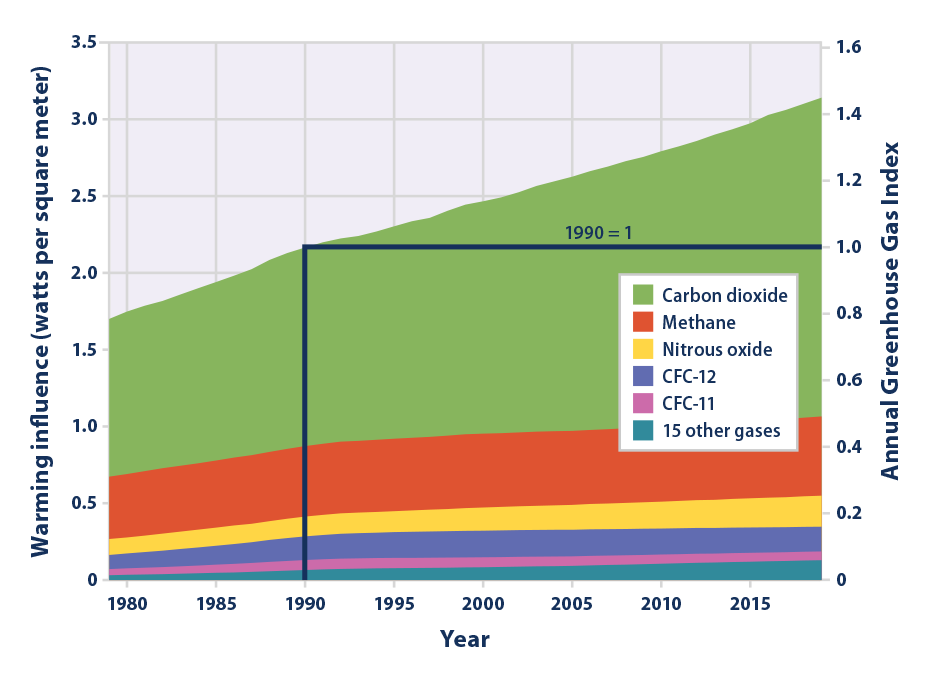 Warming influence (watts per square meter)
3.5
3.0
2.5
2.0
1.5
1.0
0.5
0
1980
1985
1990
1995
2000
2005
2010
2015
Year
1990 = 1
Carbon dioxide
Methane
Nitrous oxide
CFC-12
CFC-11
15 other gases
1.6
1.4
1.2
1.0
0.8
0.6
0.4
0.2
0
Annual Greenhouse Gas Index